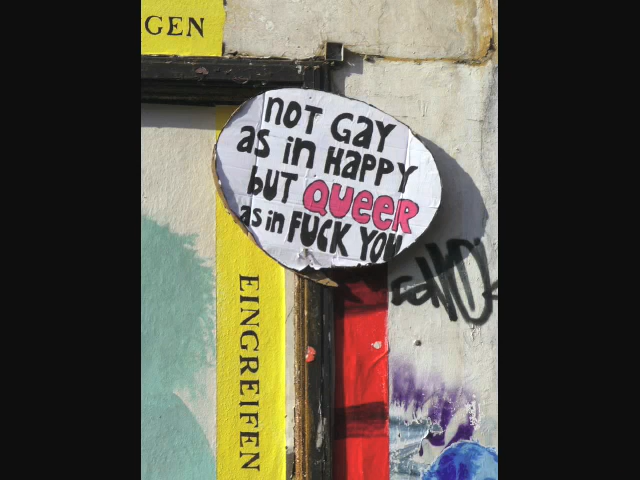 GEN
NOT GAY
as in HAPPY
bUT QUEER
as in FUCK YOU
EINGREIFEN